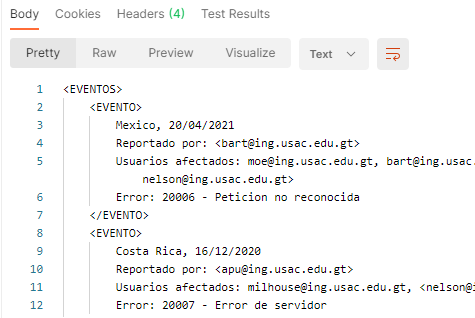 Body Cookies Headers (4) Test Results
Pretty Raw Preview Visualize Text
1 <EVENTOS>
2 <EVENTO>
3 Mexico, 20/04/2021
4 Reportado por: <bart@ing.usac.edu.gt>
5 Usuarios afectados: moe@ing.usac.edu.gt, bart@ing.usac.
nelson@ing.usac.edu.gt>
6 Error: 20006 - Peticion no reconocida
7 </EVENTO>
8 <EVENTO>
9 Costa Rica, 16/12/2020
10 Reportado por: <apu@ing.usac.edu.gt>
11 Usuarios afectados: milhouse@ing.usac.edu.gt, <nelson@i
12 Error: 20007 - Error de servidor